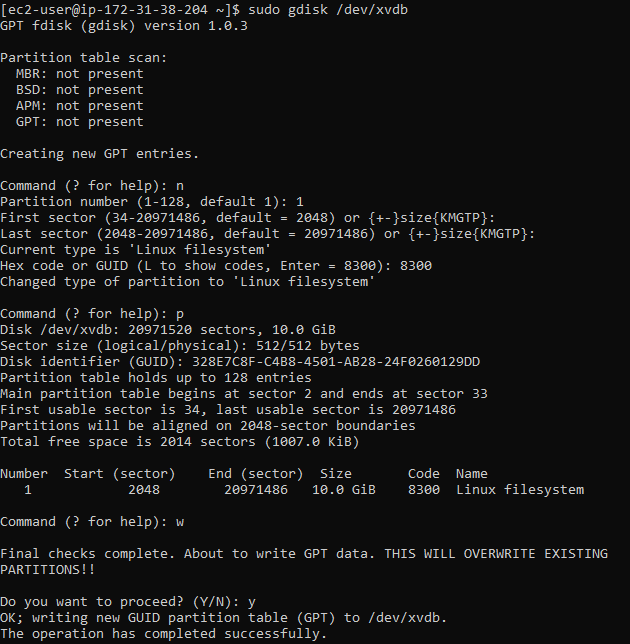 [ec2-user@ip-172-31-38-204 ~]$ sudo gdisk /dev/xvdb
GPT fdisk (gdisk) version 1.0.3
Partition table scan:
  MBR: not present
  BSD: not present
  APM: not present
  GPT: not present
Creating new GPT entries.
Command (? for help): n
Partition number (1-128, default 1): 1
First sector (34-20971486, default = 2048) or {+-}size{KMGTP}:
Last sector (2048-20971486, default = 20971486) or {+-}size{KMGTP}:
Current type is 'Linux filesystem'
Hex code or GUID (L to show codes, Enter = 8300): 8300
Changed type of partition to 'Linux filesystem'
Command (? for help): p
Disk /dev/xvdb: 20971520 sectors, 10.0 GiB
Sector size (logical/physical): 512/512 bytes
Disk identifier (GUID): 328E7C8F-C4B8-4501-AB28-24F0260129DD
Partition table holds up to 128 entries
Main partition table begins at sector 2 and ends at sector 33
First usable sector is 34, last usable sector is 20971486
Partitions will be aligned on 2048-sector boundaries
Total free space is 2014 sectors (1007.0 KiB)
Number  Start (sector)    End (sector)  Size       Code  Name
   1            2048        20971486   10.0 GiB    8300  Linux filesystem
Command (? for help): w
Final checks complete. About to write GPT data. THIS WILL OVERWRITE EXISTING
PARTITIONS!!
Do you want to proceed? (Y/N): y
OK; writing new GUID partition table (GPT) to /dev/xvdb.
The operation has completed successfully.